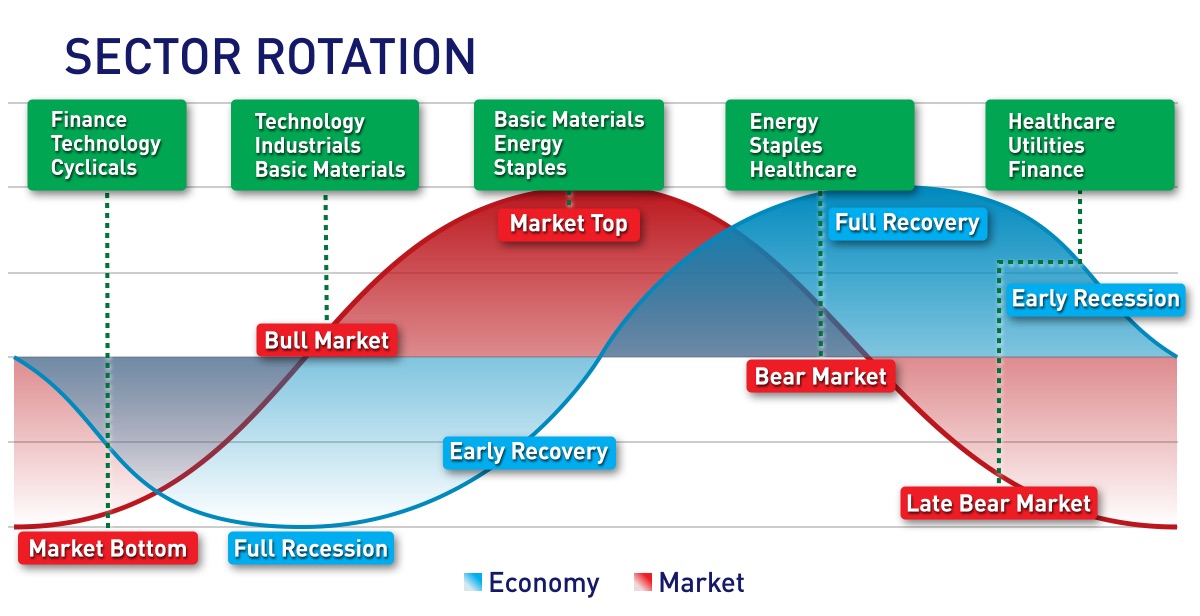 SECTOR ROTATION
Finance
Technology
Cyclicals
Technology
Industrials
Basic Materials
Basic Materials
Energy
Staples
Energy
Staples
Healthcare
Healthcare
Utilities
Finance
Market Top
Full Recovery
Early Recession
Bull Market
Bear Market
Early Recovery
Late Bear Market
Market Bottom
Full Recession
Economy
Market